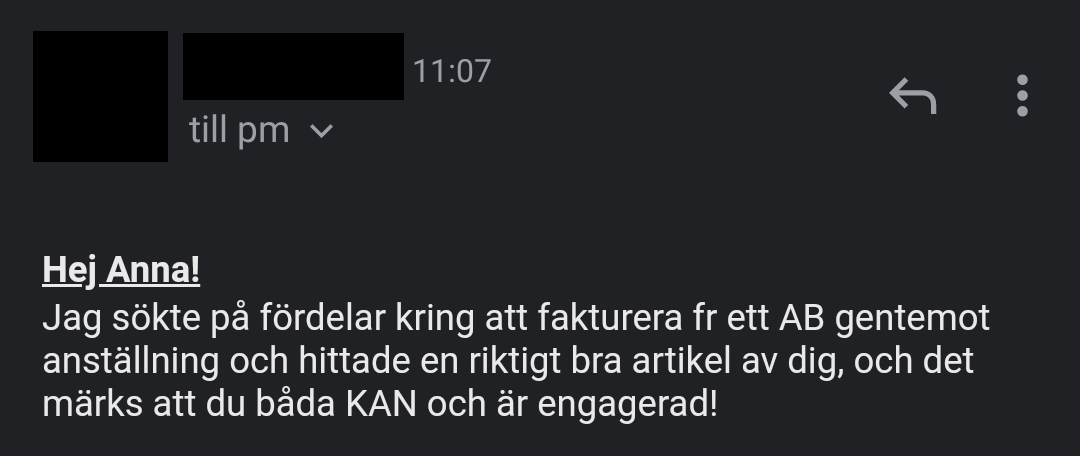 11:07
till pm
Hej Anna!
Jag sökte på fördelar kring att fakturera fr ett AB gentemot
anställning och hittade en riktigt bra artikel av dig, och det
märks att du båda KAN och är engagerad!